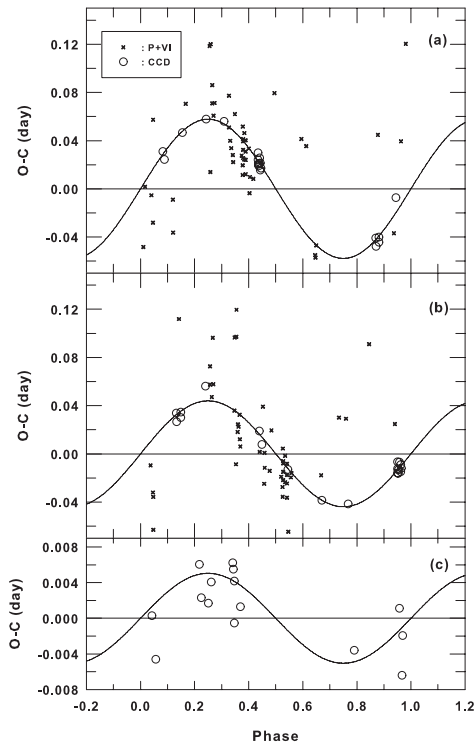 0.12
(a)
× : P+VI
○ : CCD
0.08
0.04
0.00
-0.04
O-C (day)
0.12
(b)
0.08
0.04
0.00
-0.04
O-C (day)
0.008
(c)
0.004
0.000
-0.004
-0.008
O-C (day)
-0.2 0.0 0.2 0.4 0.6 0.8 1.0 1.2
Phase